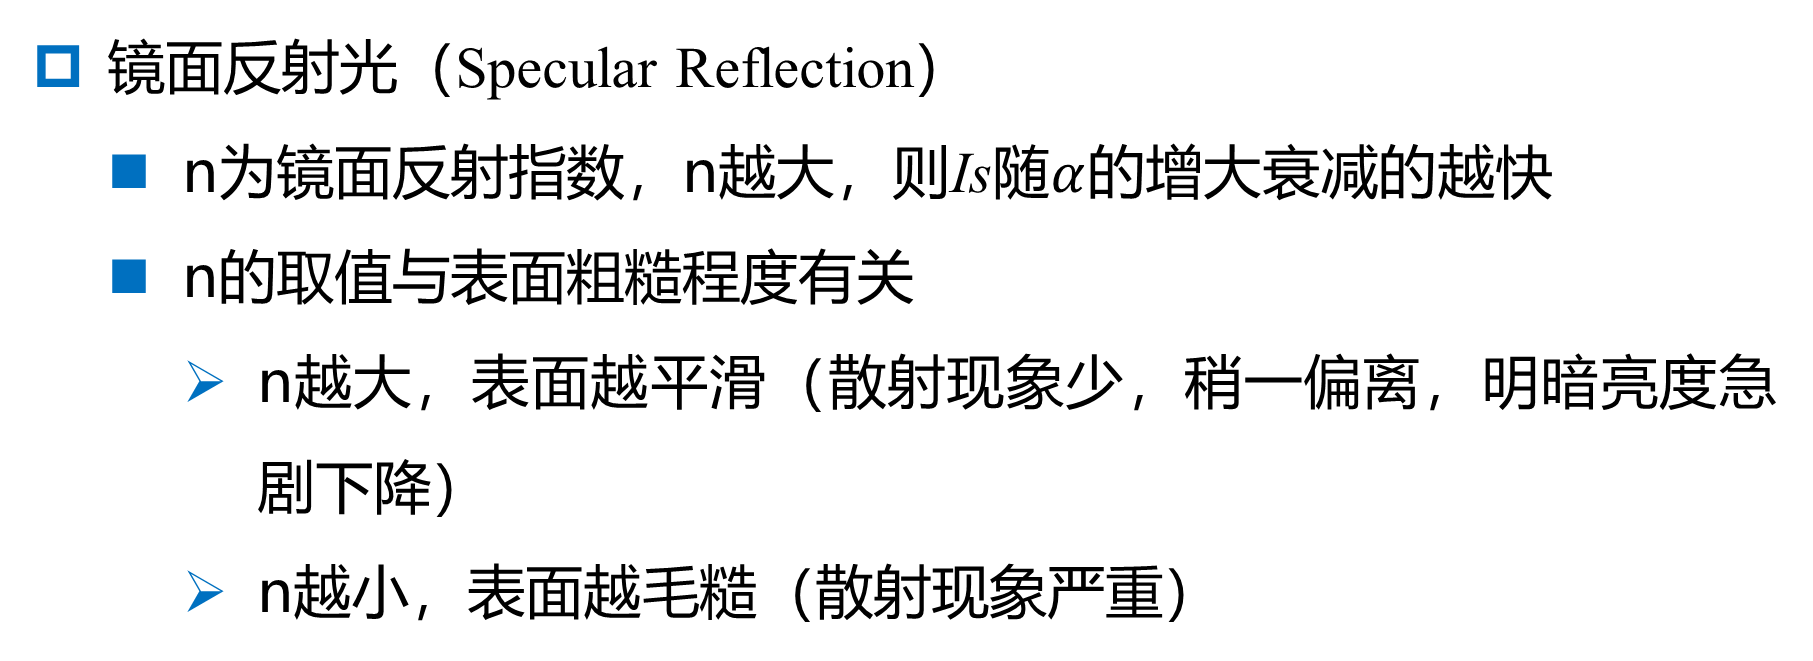 镜面反射光（Specular Reflection）
n为镜面反射指数，n越大，则Is随α的增大衰减的越快
n的取值与表面粗糙程度有关
n越大，表面越平滑（散射现象少，稍一偏离，明暗亮度急
剧下降）
n越小，表面越毛糙（散射现象严重）